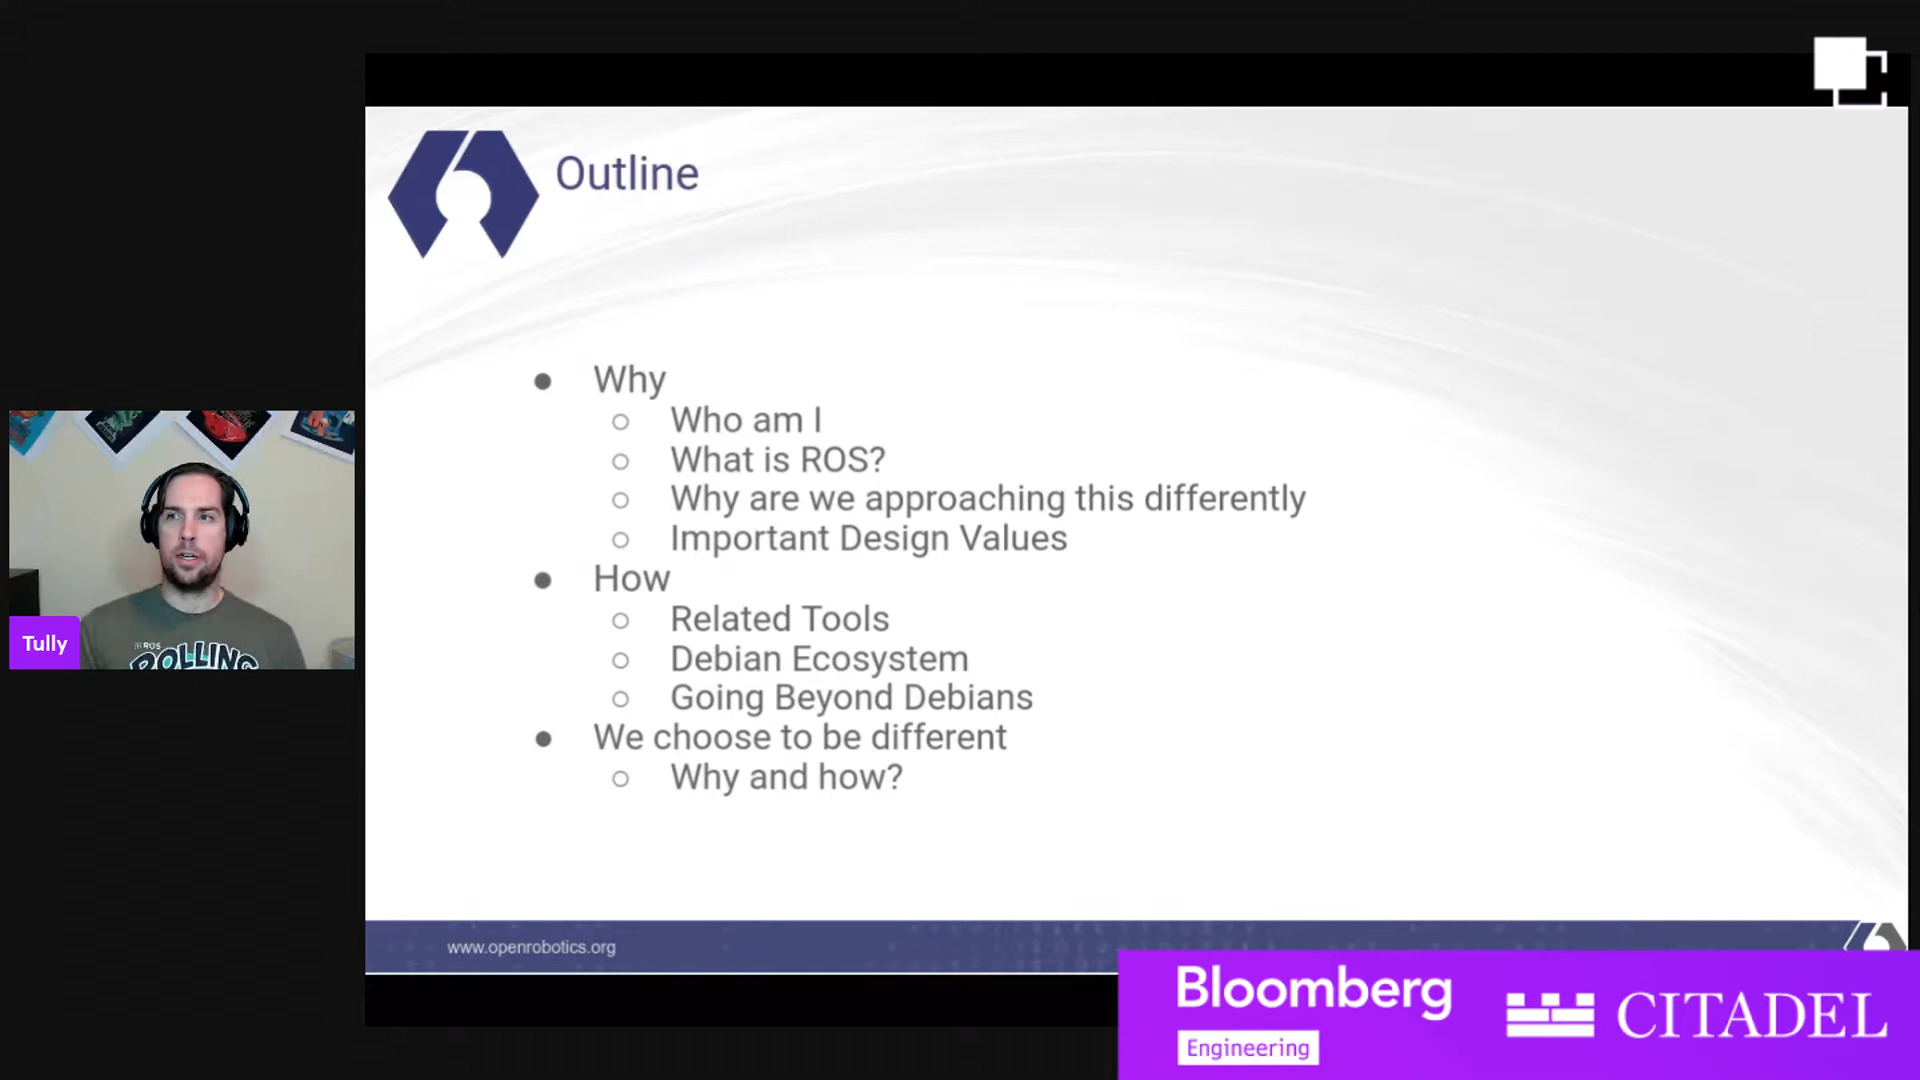 Outline
Why
Who am I
What is ROS?
Why are we approaching this differently
Important Design Values
How
Related Tools
Debian Ecosystem
Going Beyond Debians
We choose to be different
Why and how?
Tully
ROS
ROLLING
www.openrobotics.org
Bloomberg
Engineering
CITADEL